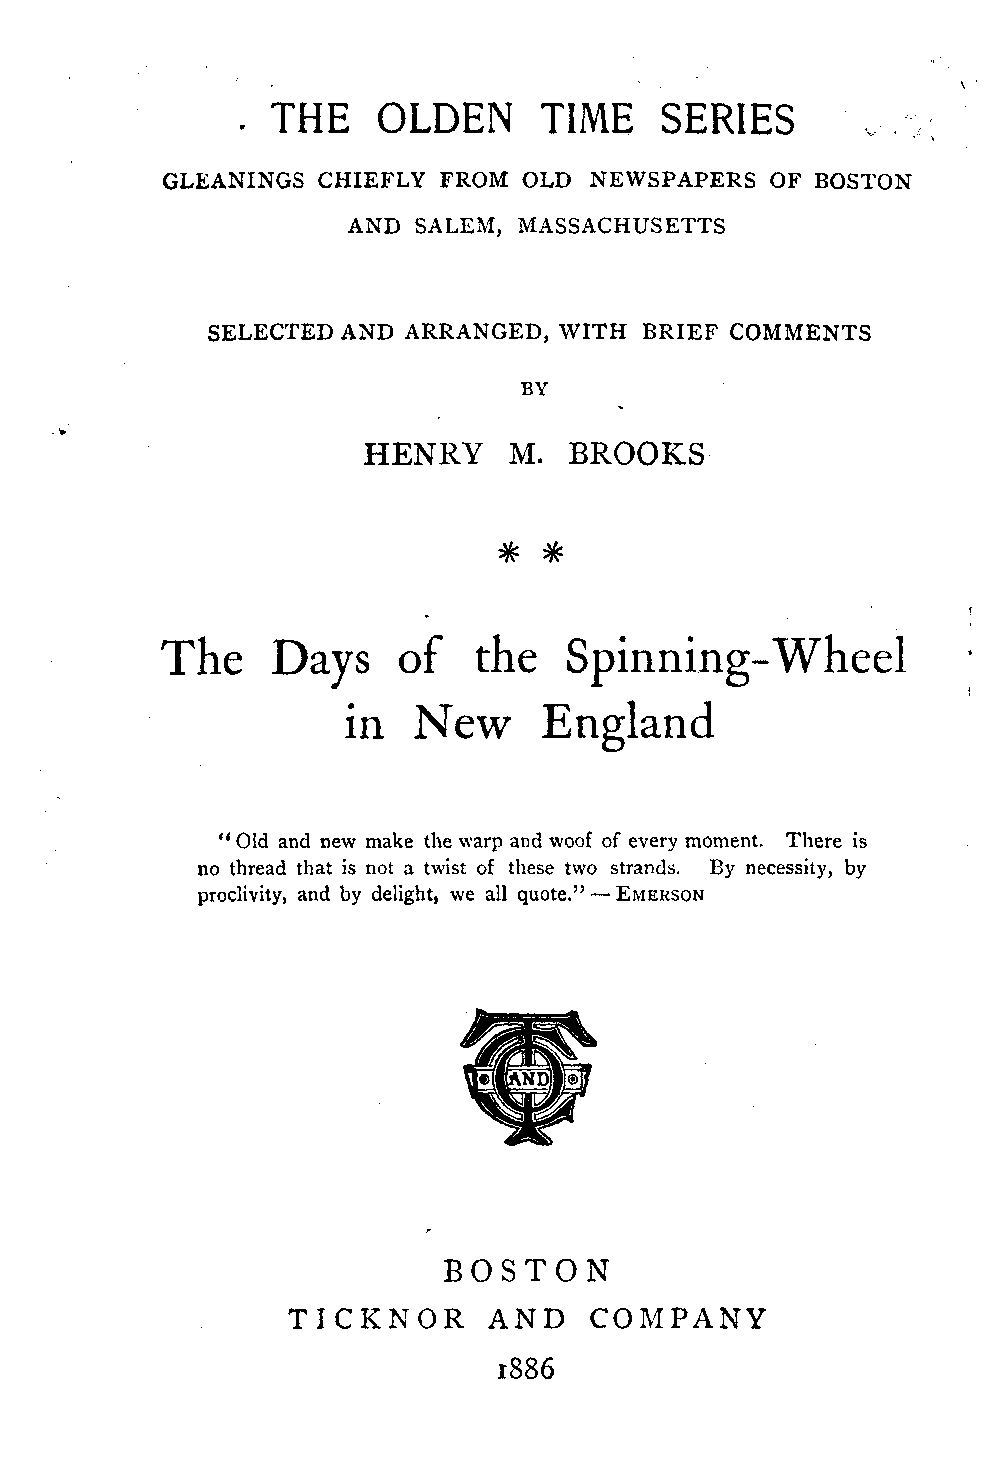 THE OLDEN TIME SERIES
GLEANINGS CHIEFLY FROM OLD NEWSPAPERS OF BOSTON
AND SALEM, MASSACHUSETTS
SELECTED AND ARRANGED, WITH BRIEF COMMENTS
BY
HENRY M. BROOKS
* *
The Days of the Spinning-Wheel
in New England
"Old and new make the warp and woof of every moment. There is
no thread that is not a twist of these two strands. By necessity, by
proclivity, and by delight, we all quote." — EMERSON
T AND CO
BOSTON
TICKNOR AND COMPANY
1886